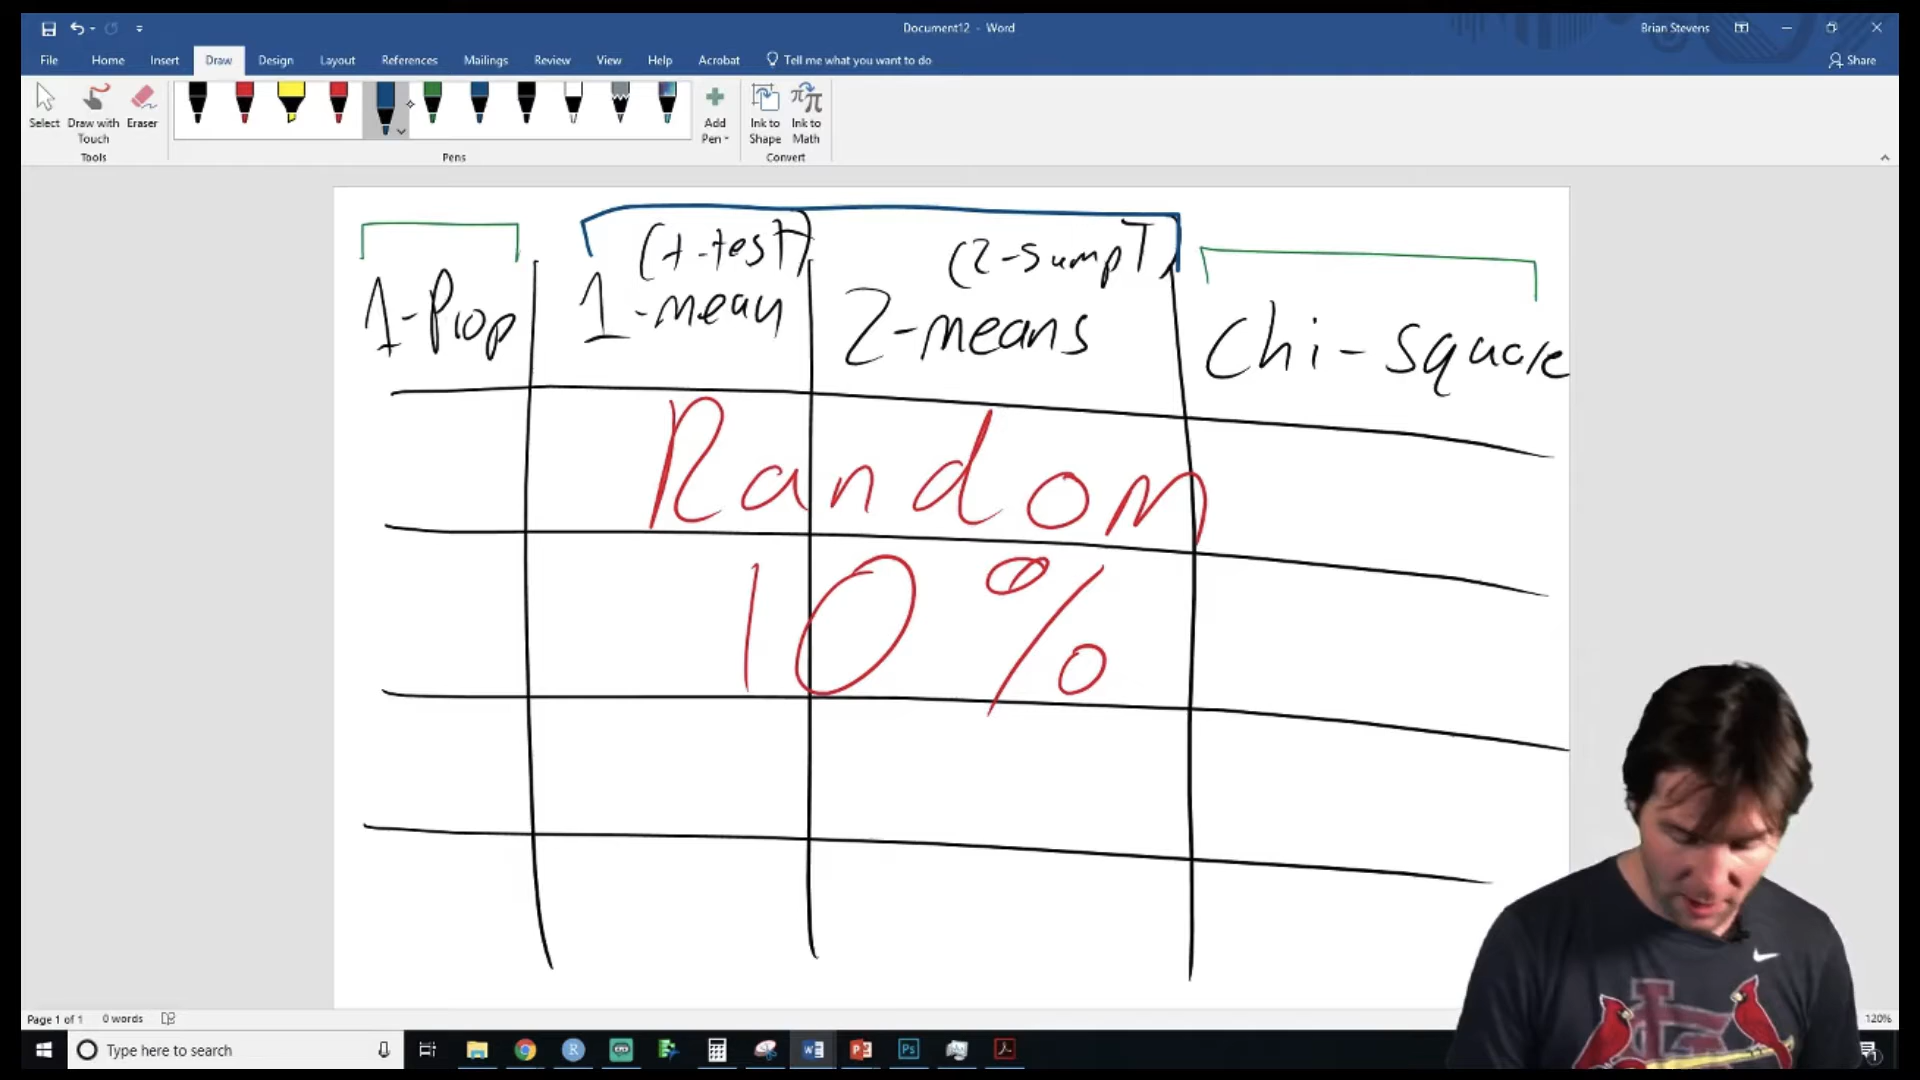 Document12 - Word
Brian Stevens
File Home Insert Draw Design Layout References Mailings Review View Help Acrobat Tell me what you want to do
Share
Select
Draw with Touch
Eraser
Add Pen
Ink to Shape
Ink to Math
Tools
Pens
Convert
(t-test)
(2-sampT)
1-Prop
1-mean
2-means
Chi-square
Random
10%
Page 1 of 1
0 words
120%
Type here to search